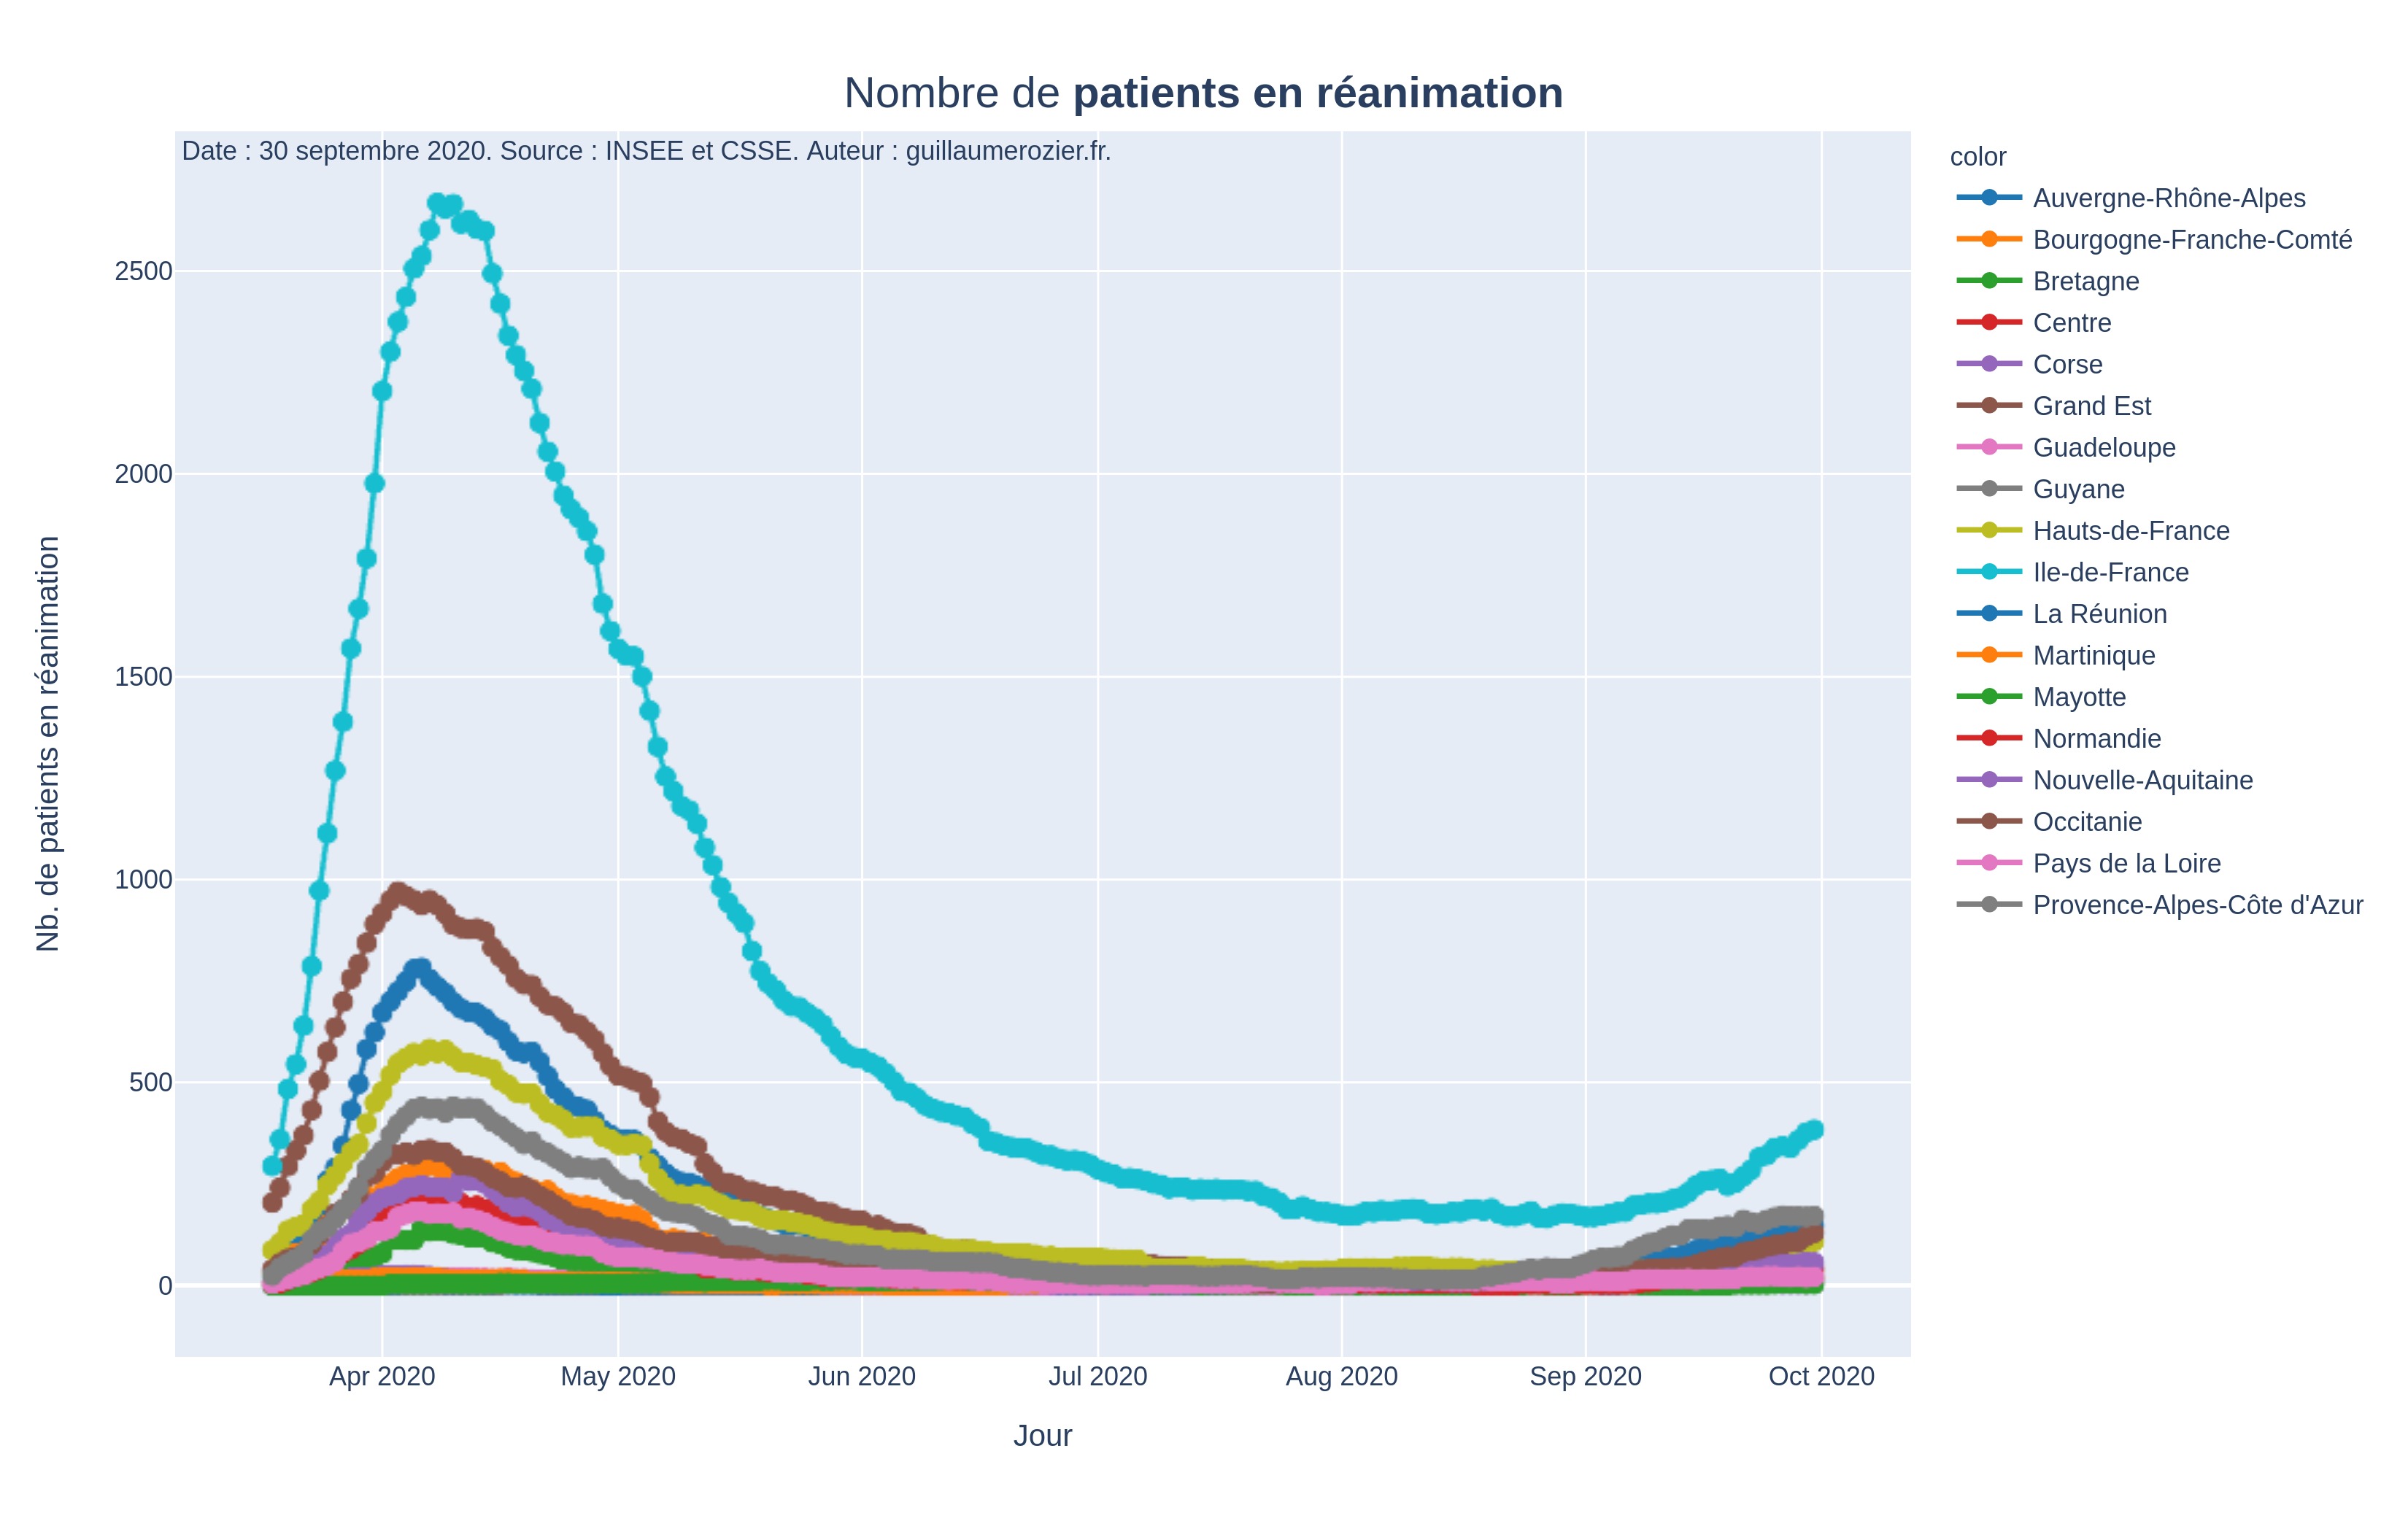 Nombre de patients en réanimation
Date : 30 septembre 2020. Source : INSEE et CSSE. Auteur : guillaumerozier.fr.
color
Auvergne-Rhône-Alpes
Bourgogne-Franche-Comté
Bretagne
Centre
Corse
Grand Est
Guadeloupe
Guyane
Hauts-de-France
Ile-de-France
La Réunion
Martinique
Mayotte
Normandie
Nouvelle-Aquitaine
Occitanie
Pays de la Loire
Provence-Alpes-Côte d'Azur
Nb. de patients en réanimation
2500
2000
1500
1000
500
0
Apr 2020
May 2020
Jun 2020
Jul 2020
Aug 2020
Sep 2020
Oct 2020
Jour